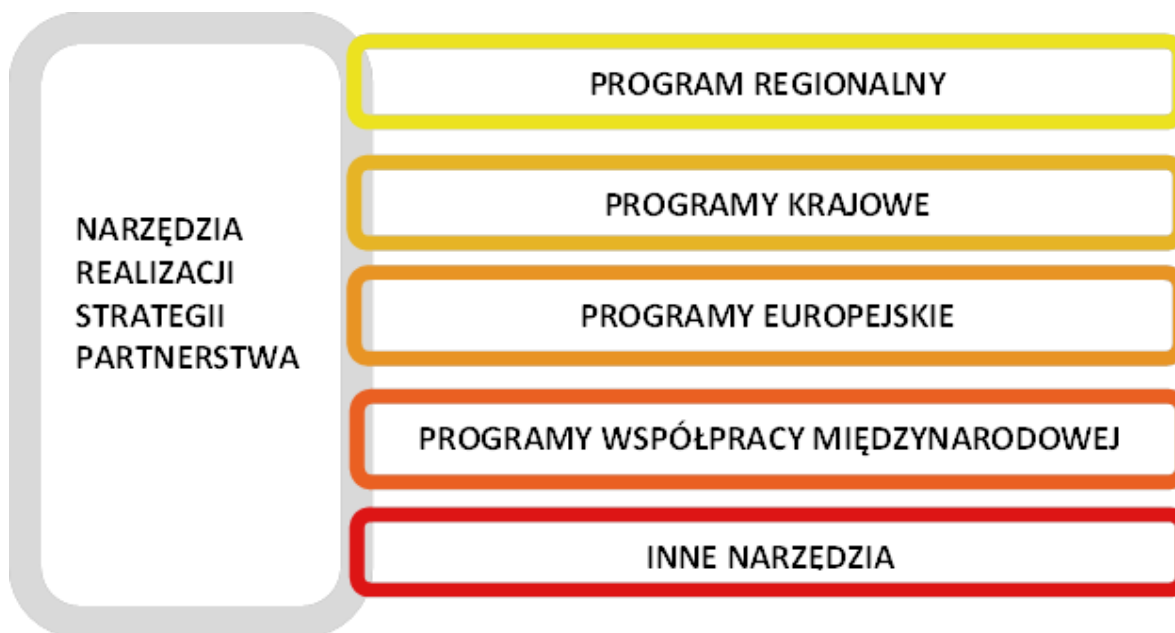 NARZĘDZIA
REALIZACJI
STRATEGII
PARTNERSTWA
PROGRAM REGIONALNY
PROGRAMY KRAJOWE
PROGRAMY EUROPEJSKIE
PROGRAMY WSPÓŁPRACY MIĘDZYNARODOWEJ
INNE NARZĘDZIA